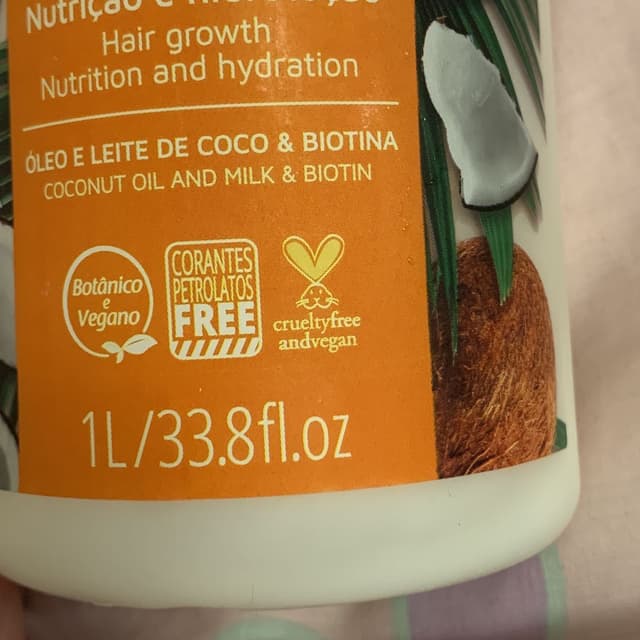 Nutrição e
Hair growth
Nutrition and hydration
ÓLEO E LEITE DE COCO & BIOTINA
COCONUT OIL AND MILK & BIOTIN
Botânico
e
Vegano
CORANTES
PETROLATOS
FREE
crueltyfree
andvegan
1L/33.8fl.oz